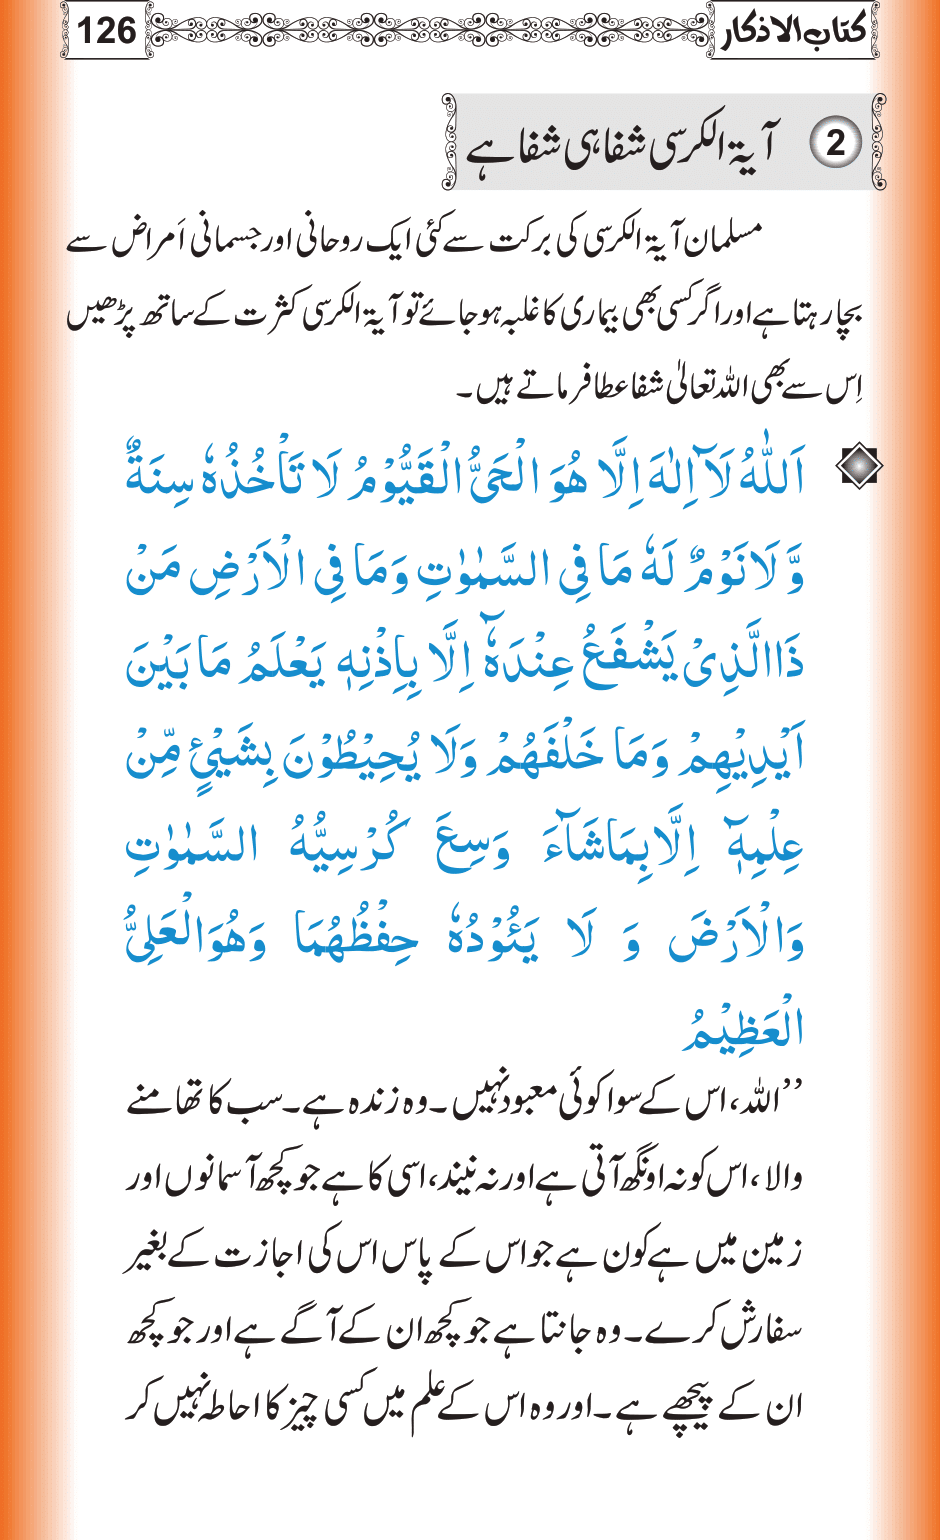 کتاب الاذکار
126
2 آیۃ الکرسی شفا ہی شفا ہے
مسلمان آیۃ الکرسی کی برکت سے کئی ایک روحانی اور جسمانی اَمراض سے
بچا رہتا ہے اور اگر کسی بھی بیماری کا غلبہ ہو جائے تو آیۃ الکرسی کثرت کے ساتھ پڑھیں
اِس سے بھی اللہ تعالیٰ شفا عطا فرماتے ہیں۔
اَللّٰهُ لَآ اِلٰهَ اِلَّا هُوَ الْحَىُّ الْقَيُّوْمُ لَا تَاْخُذُهٗ سِنَةٌ
وَّ لَا نَوْمٌ لَهٗ مَا فِى السَّمٰوٰتِ وَمَا فِى الْاَرْضِ مَنْ
ذَا الَّذِىْ يَشْفَعُ عِنْدَهٗٓ اِلَّا بِاِذْنِهٖ يَعْلَمُ مَا بَيْنَ
اَيْدِيْهِمْ وَمَا خَلْفَهُمْ وَلَا يُحِيْطُوْنَ بِشَيْئٍ مِّنْ
عِلْمِهٖٓ اِلَّا بِمَا شَآءَ وَسِعَ كُرْسِيُّهُ السَّمٰوٰتِ
وَالْاَرْضَ وَ لَا يَئُوْدُهٗ حِفْظُهُمَا وَهُوَ الْعَلِىُّ
الْعَظِيْمُ
’’اللہ، اس کے سوا کوئی معبود نہیں۔ وہ زندہ ہے۔ سب کا تھامنے
والا، اس کو نہ اونگھ آتی ہے اور نہ نیند، اسی کا ہے جو کچھ آسمانوں اور
زمین میں ہے کون ہے جو اس کے پاس اس کی اجازت کے بغیر
سفارش کرے۔ وہ جانتا ہے جو کچھ ان کے آگے ہے اور جو کچھ
ان کے پیچھے ہے۔ اور وہ اس کے علم میں کسی چیز کا احاطہ نہیں کر